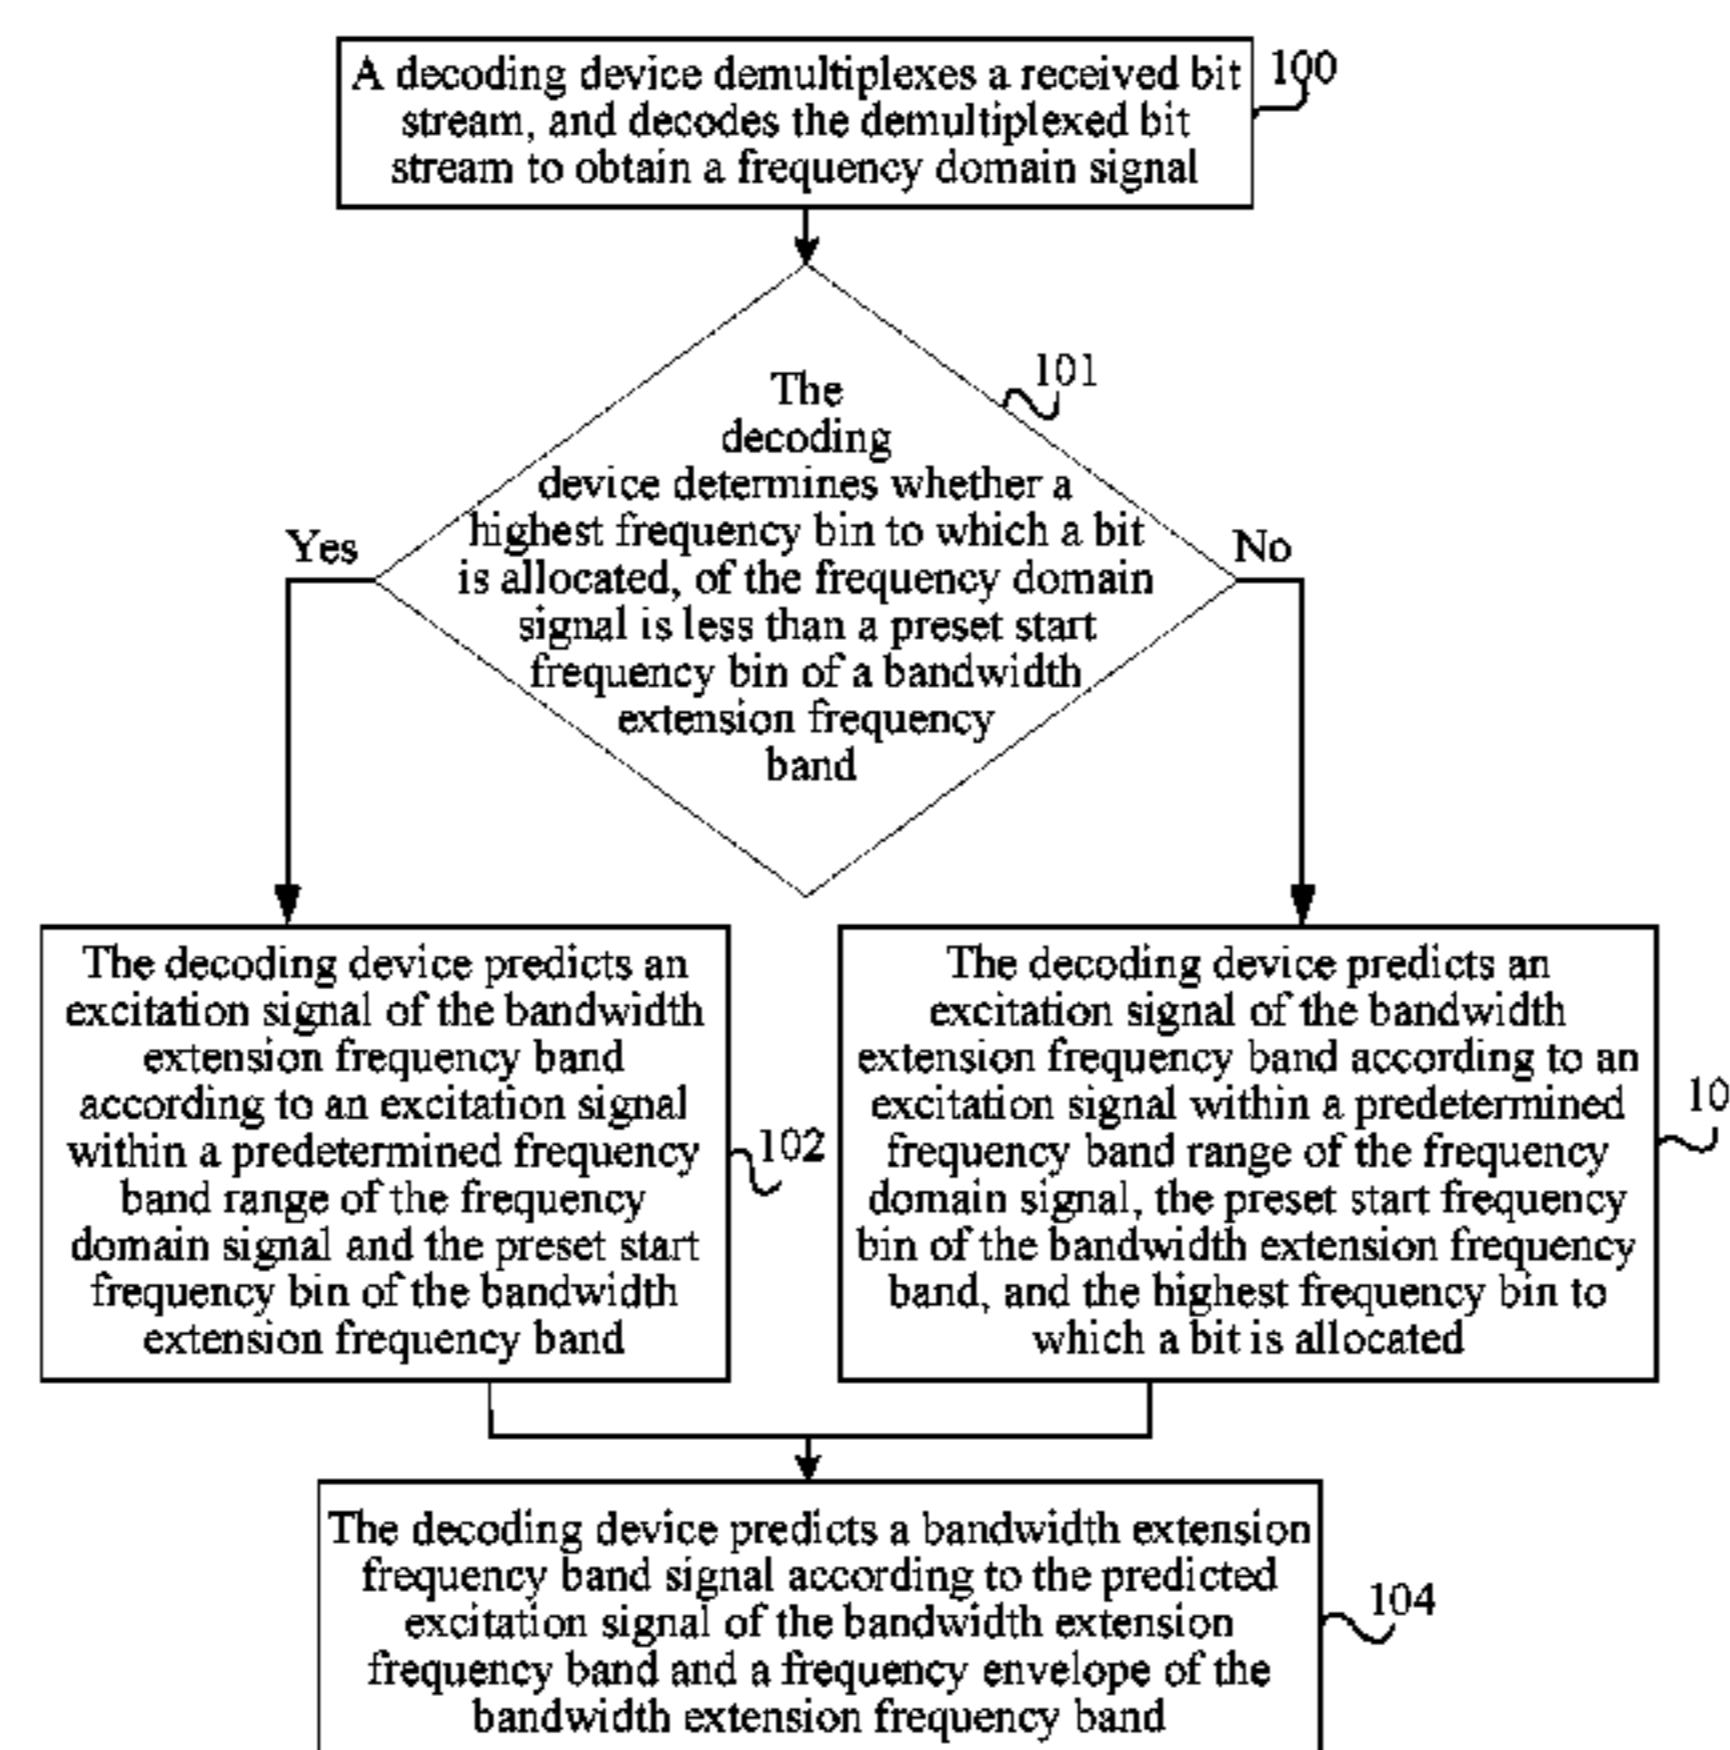 A decoding device demultiplexes a received bit
stream, and decodes the demultiplexed bit
stream to obtain a frequency domain signal
100
101
The
decoding
device determines whether a
highest frequency bin to which a bit
is allocated, of the frequency domain
signal is less than a preset start
frequency bin of a bandwidth
extension frequency
band
Yes
No
The decoding device predicts an
excitation signal of the bandwidth
extension frequency band
according to an excitation signal
within a predetermined frequency
band range of the frequency
domain signal and the preset start
frequency bin of the bandwidth
extension frequency band
102
The decoding device predicts an
excitation signal of the bandwidth
extension frequency band according to an
excitation signal within a predetermined
frequency band range of the frequency
domain signal, the preset start frequency
bin of the bandwidth extension frequency
band, and the highest frequency bin to
which a bit is allocated
10
The decoding device predicts a bandwidth extension
frequency band signal according to the predicted
excitation signal of the bandwidth extension
frequency band and a frequency envelope of the
bandwidth extension frequency band
104